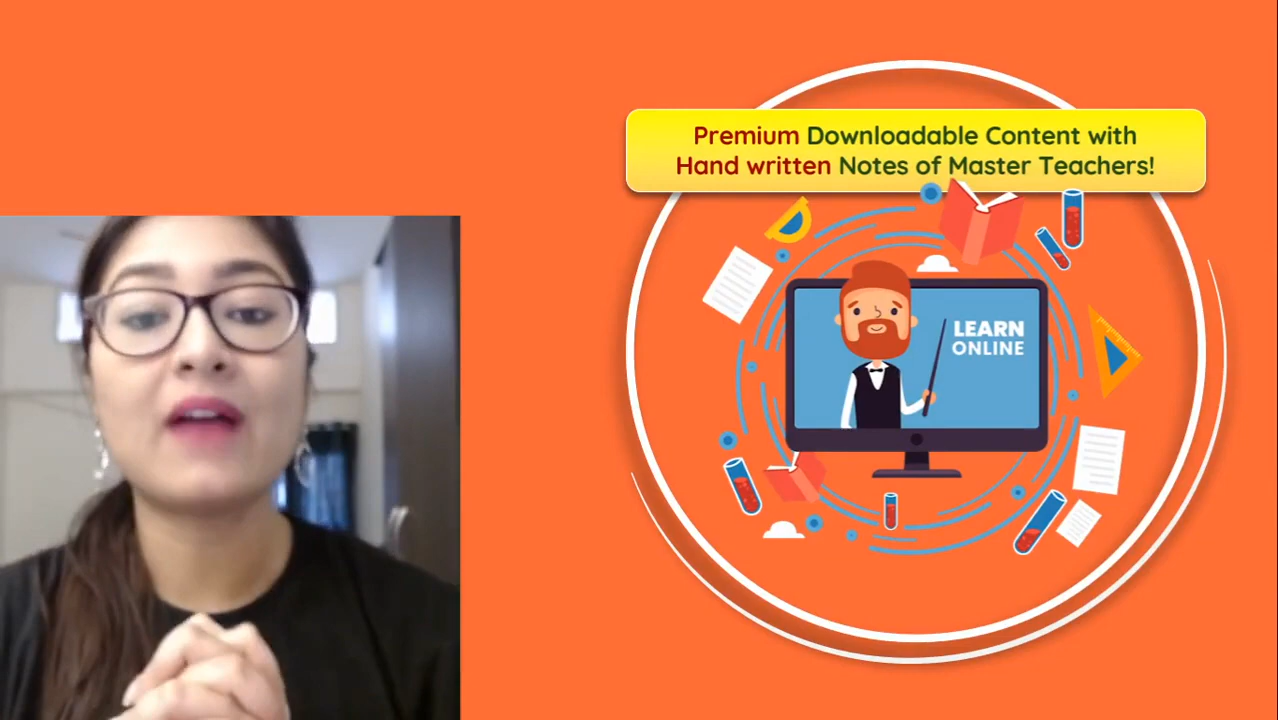 Premium Downloadable Content with
Hand written Notes of Master Teachers!
LEARN
ONLINE